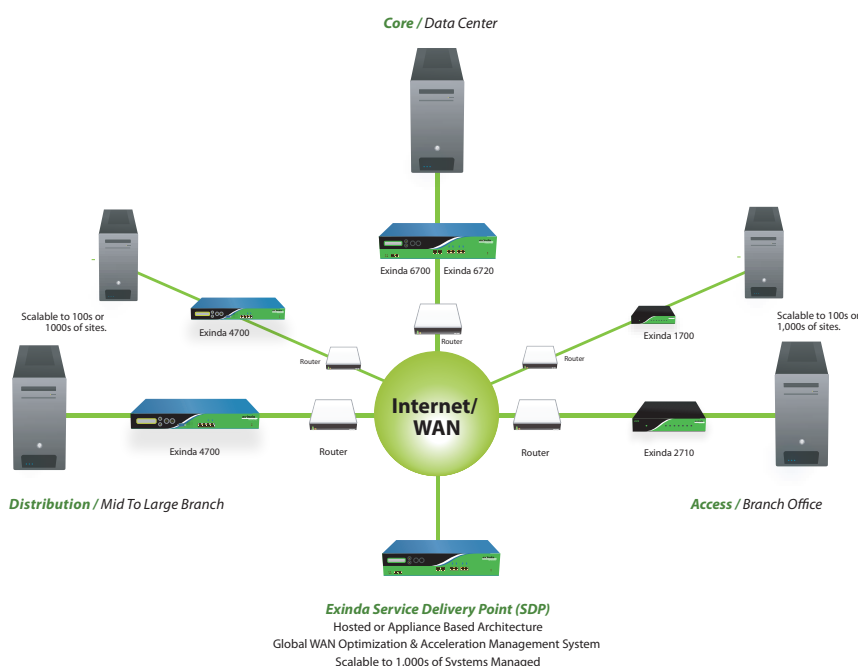 Core / Data Center
Exinda 6700
Exinda 6720
Router
Scalable to 100s or
1000s of sites.
Exinda 4700
Router
Router
Exinda 1700
Scalable to 100s or
1,000s of sites.
Internet/
WAN
Exinda 4700
Router
Router
Exinda 2710
Distribution / Mid To Large Branch
Access / Branch Office
Exinda Service Delivery Point (SDP)
Hosted or Appliance Based Architecture
Global WAN Optimization & Acceleration Management System
Scalable to 1,000s of Systems Managed